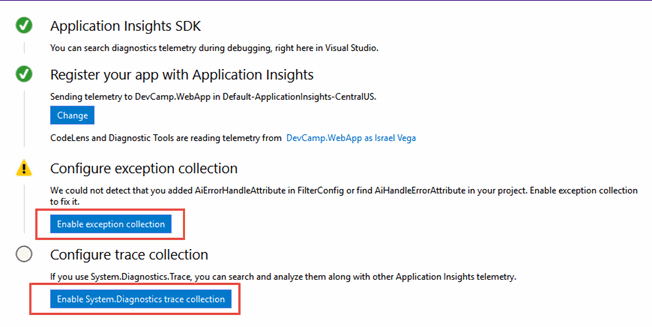 Application Insights SDK
You can search diagnostics telemetry during debugging, right here in Visual Studio.
Register your app with Application Insights
Sending telemetry to DevCamp.WebApp in Default-ApplicationInsights-CentralUS.
Change
CodeLens and Diagnostic Tools are reading telemetry from DevCamp.WebApp as Israel Vega
Configure exception collection
We could not detect that you added AiErrorHandleAttribute in FilterConfig or find AiHandleErrorAttribute in your project. Enable exception collection
to fix it.
Enable exception collection
Configure trace collection
If you use System.Diagnostics.Trace, you can search and analyze them along with other Application Insights telemetry.
Enable System.Diagnostics trace collection